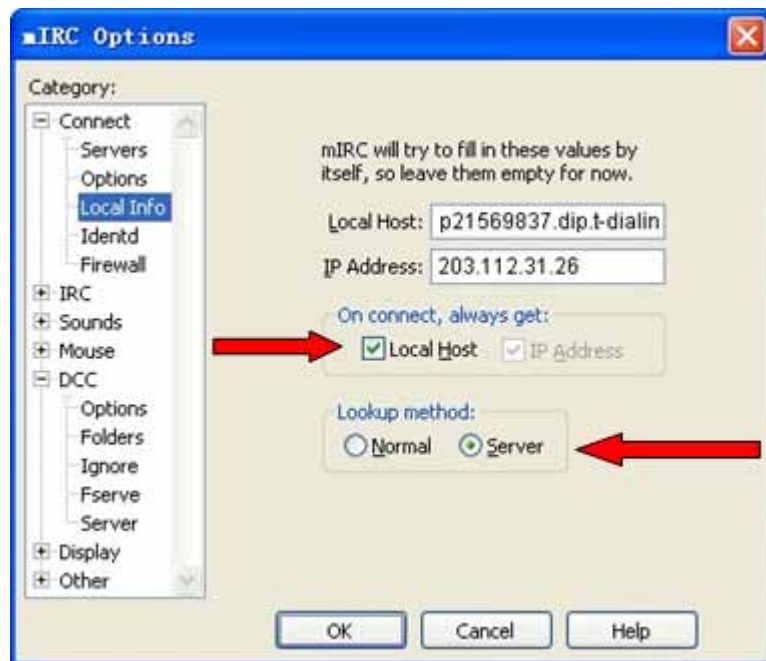 mIRC Options
Category:
Connect
Servers
Options
Local Info
Identd
Firewall
IRC
Sounds
Mouse
DCC
Options
Folders
Ignore
Fserve
Server
Display
Other
mIRC will try to fill in these values by
itself, so leave them empty for now.
Local Host: p21569837.dip.t-dialin
IP Address: 203.112.31.26
On connect, always get:
Local Host IP Address
Lookup method:
Normal Server
OK Cancel Help